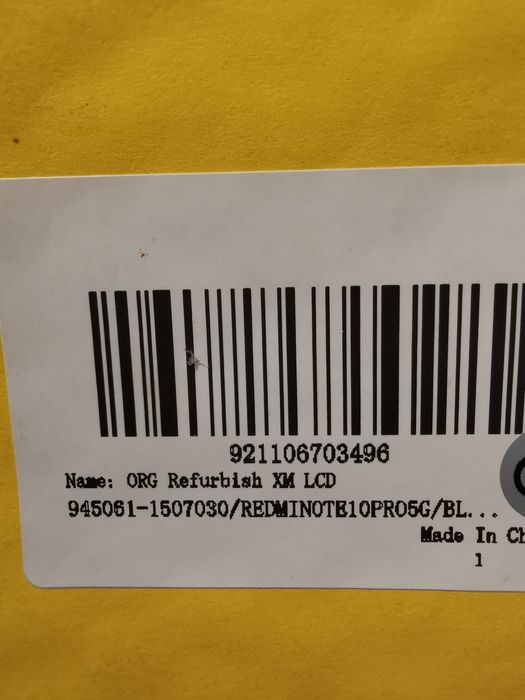 921106703496
Name: ORG Refurbish XM LCD
945061-1507030/REDMINOTE10PRO5G/BL...
Made In Ch
1